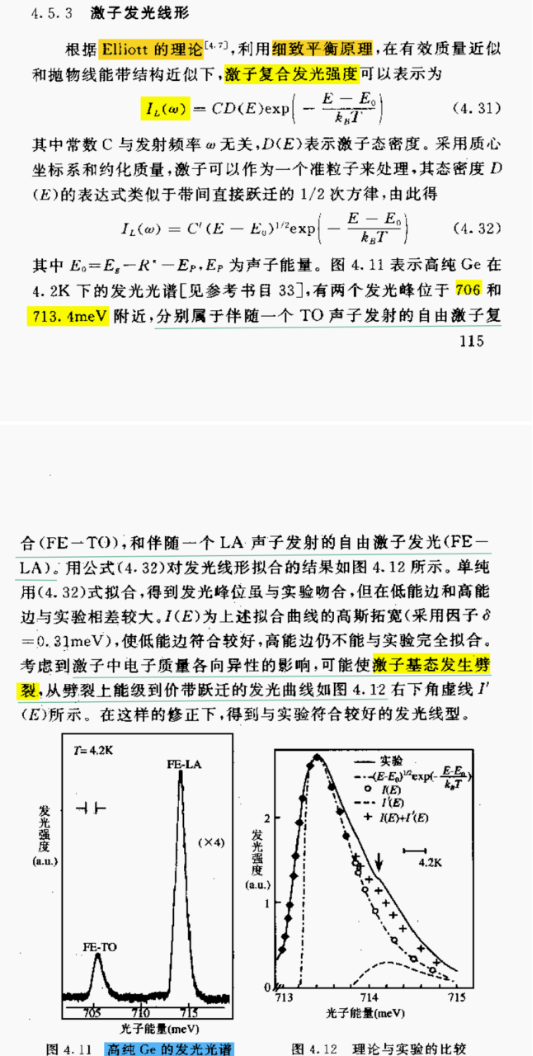 4.5.3 激子发光线形
根据 Elliott 的理论[4.7],利用细致平衡原理,在有效质量近似
和抛物线能带结构近似下,激子复合发光强度可以表示为
I_L(ω) = CD(E)exp(- (E - E_0)/(k_BT)) (4.31)
其中常数 C 与发射频率 ω 无关,D(E)表示激子态密度。采用质心
坐标系和约化质量,激子可以作为一个准粒子来处理,其态密度 D
(E)的表达式类似于带间直接跃迁的 1/2 次方律,由此得
I_L(ω) = C′(E - E_0)^{1/2}exp(- (E - E_0)/(k_BT)) (4.32)
其中 E_0=E_g-R*-E_P,E_P 为声子能量。图 4.11 表示高纯 Ge 在
4.2K 下的发光光谱[见参考书目 33],有两个发光峰位于 706 和
713.4meV 附近,分别属于伴随一个 TO 声子发射的自由激子复
115
合(FE-TO),和伴随一个 LA 声子发射的自由激子发光(FE-
LA)。用公式(4.32)对发光线形拟合的结果如图 4.12 所示。单纯
用(4.32)式拟合,得到发光峰位虽与实验吻合,但在低能边和高能
边与实验相差较大。I(E)为上述拟合曲线的高斯拓宽(采用因子 δ
=0.31meV),使低能边符合较好,高能边仍不能与实验完全拟合。
考虑到激子中电子质量各向异性的影响,可能使激子基态发生劈
裂,从劈裂上能级到价带跃迁的发光曲线如图 4.12 右下角虚线 I′
(E)所示。在这样的修正下,得到与实验符合较好的发光线型。
T= 4.2K
FE-LA
(×4)
FE-TO
发光强度
(a.u.)
705 710 715
光子能量(meV)
图 4.11 高纯 Ge 的发光光谱
实验
(E-E_0)^{1/2}exp(- (E-E_0)/(k_BT))
I(E)
I′(E)
I(E)+I′(E)
4.2K
发光强度
(a.u.)
2
1
0
713 714 715
光子能量(meV)
图 4.12 理论与实验的比较